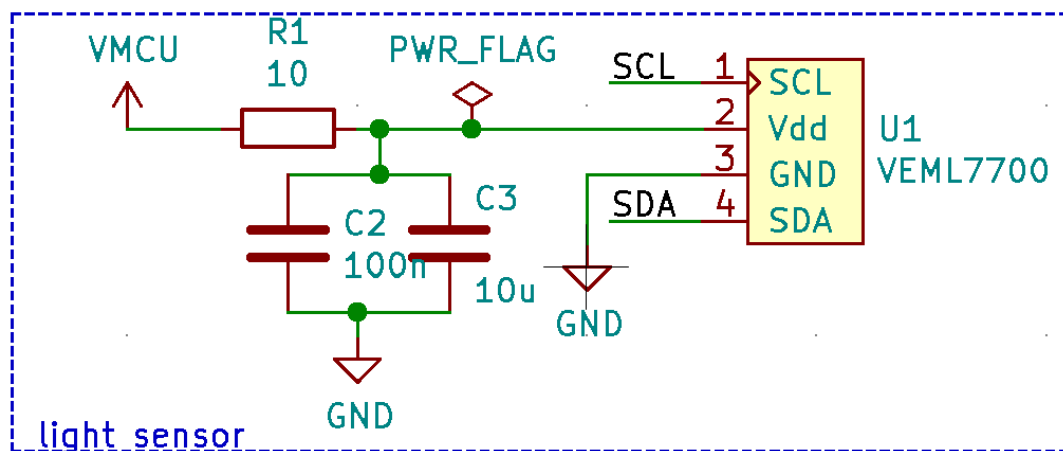 VMCU
R1
10
PWR_FLAG
C2
100n
C3
10u
GND
SCL
SDA
GND
1
2
3
4
SCL
Vdd
GND
SDA
U1
VEML7700
light sensor